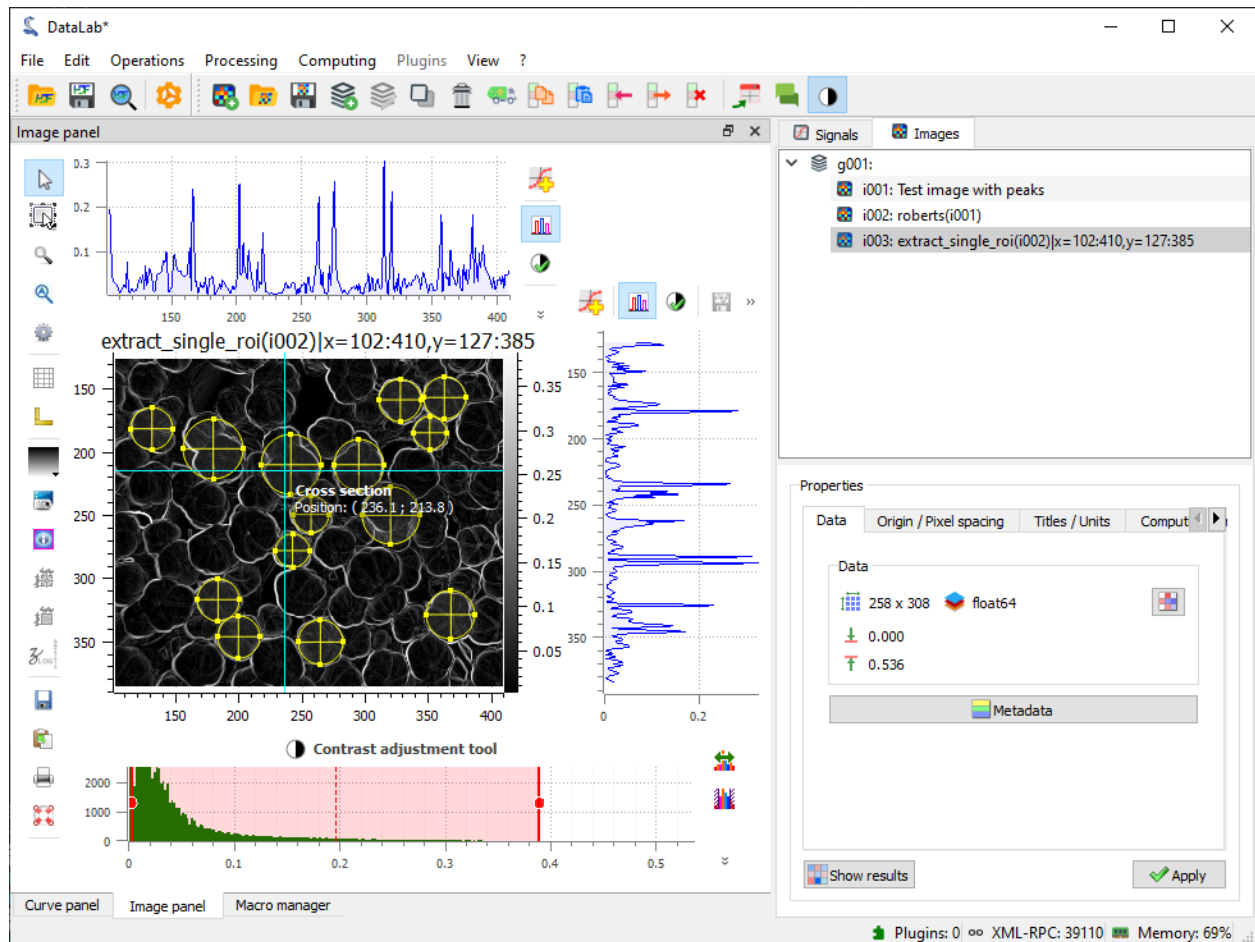 DataLab*
File Edit Operations Processing Computing Plugins View ?
Image panel
0.3
0.2
0.1
150 200 250 300 350 400
»
extract_single_roi(i002)|x=102:410,y=127:385
150
200
250
300
350
150 200 250 300 350 400
0.35
0.3
0.25
0.2
0.15
0.1
0.05
Cross section
Position: ( 236.1 ; 213.8 )
150
200
250
300
350
0 0.2
Contrast adjustment tool
2000
1000
0
0 0.1 0.2 0.3 0.4 0.5
Curve panel Image panel Macro manager
Signals Images
g001:
i001: Test image with peaks
i002: roberts(i001)
i003: extract_single_roi(i002)|x=102:410,y=127:385
Properties
Data Origin / Pixel spacing Titles / Units Comput
Data
258 x 308 float64
0.000
0.536
Metadata
Show results Apply
Plugins: 0 XML-RPC: 39110 Memory: 69%